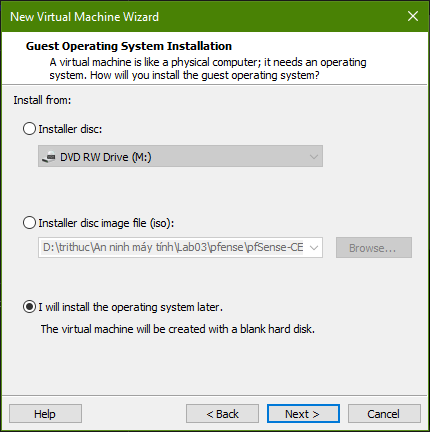 New Virtual Machine Wizard
Guest Operating System Installation
A virtual machine is like a physical computer; it needs an operating
system. How will you install the guest operating system?
Install from:
Installer disc:
DVD RW Drive (M:)
Installer disc image file (iso):
D:\trithuc\An ninh máy tính\Lab03\pfense\pfSense-CE
Browse...
I will install the operating system later.
The virtual machine will be created with a blank hard disk.
Help
< Back
Next >
Cancel